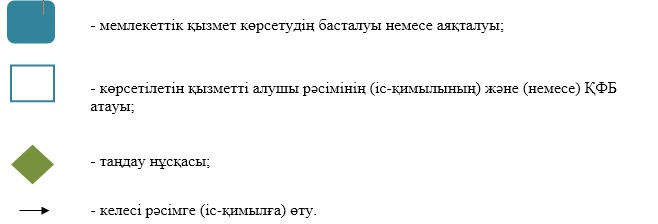 - мемлекеттік қызмет көрсетудің басталуы немесе аяқталуы;
- көрсетілетін қызметті алушы рәсімінің (іс-қимылының) және (немесе) ҚФБ
атауы;
- таңдау нұсқасы;
- келесі рәсімге (іс-қимылға) өту.